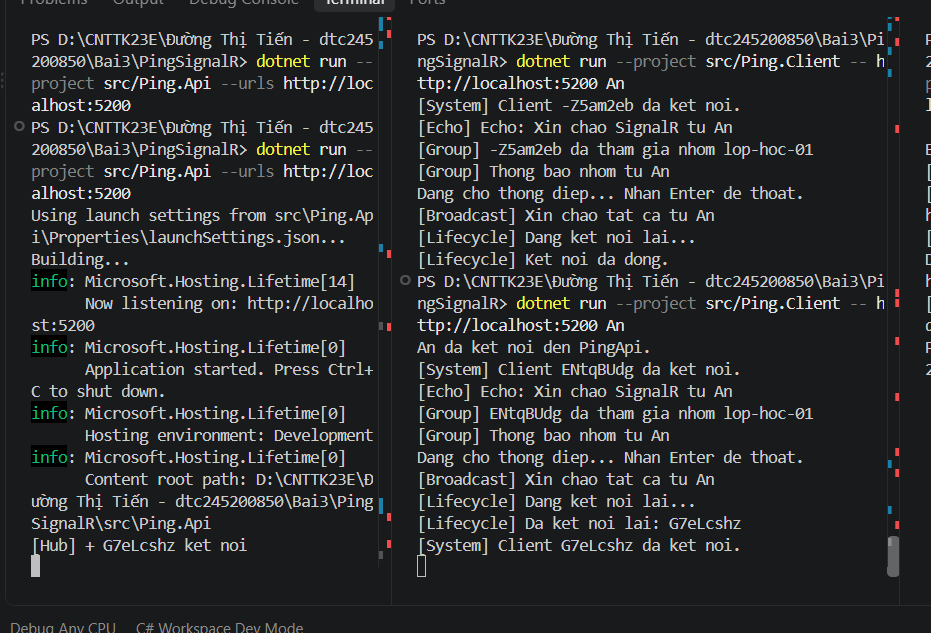 Problems Output Debug Console Terminal Ports
PS D:\CNTTK23E\Đường Thị Tiến - dtc245
200850\Bai3\PingSignalR> dotnet run --
project src/Ping.Api --urls http://loc
alhost:5200
PS D:\CNTTK23E\Đường Thị Tiến - dtc245
200850\Bai3\PingSignalR> dotnet run --
project src/Ping.Api --urls http://loc
alhost:5200
Using launch settings from src\Ping.Ap
i\Properties\launchSettings.json...
Building...
info: Microsoft.Hosting.Lifetime[14]
Now listening on: http://localho
st:5200
info: Microsoft.Hosting.Lifetime[0]
Application started. Press Ctrl+
C to shut down.
info: Microsoft.Hosting.Lifetime[0]
Hosting environment: Development
info: Microsoft.Hosting.Lifetime[0]
Content root path: D:\CNTTK23E\Đ
ường Thị Tiến - dtc245200850\Bai3\Ping
SignalR\src\Ping.Api
[Hub] + G7eLcshz ket noi
PS D:\CNTTK23E\Đường Thị Tiến - dtc245200850\Bai3\Pi
ngSignalR> dotnet run --project src/Ping.Client -- h
ttp://localhost:5200 An
[System] Client -Z5am2eb da ket noi.
[Echo] Echo: Xin chao SignalR tu An
[Group] -Z5am2eb da tham gia nhom lop-hoc-01
[Group] Thong bao nhom tu An
Dang cho thong diep... Nhan Enter de thoat.
[Broadcast] Xin chao tat ca tu An
[Lifecycle] Dang ket noi lai...
[Lifecycle] Ket noi da dong.
PS D:\CNTTK23E\Đường Thị Tiến - dtc245200850\Bai3\Pi
ngSignalR> dotnet run --project src/Ping.Client -- h
ttp://localhost:5200 An
An da ket noi den PingApi.
[System] Client ENtqBUdg da ket noi.
[Echo] Echo: Xin chao SignalR tu An
[Group] ENtqBUdg da tham gia nhom lop-hoc-01
[Group] Thong bao nhom tu An
Dang cho thong diep... Nhan Enter de thoat.
[Broadcast] Xin chao tat ca tu An
[Lifecycle] Dang ket noi lai...
[Lifecycle] Da ket noi lai: G7eLcshz
[System] Client G7eLcshz da ket noi.
Debug Any CPU C# Workspace Dev Mode